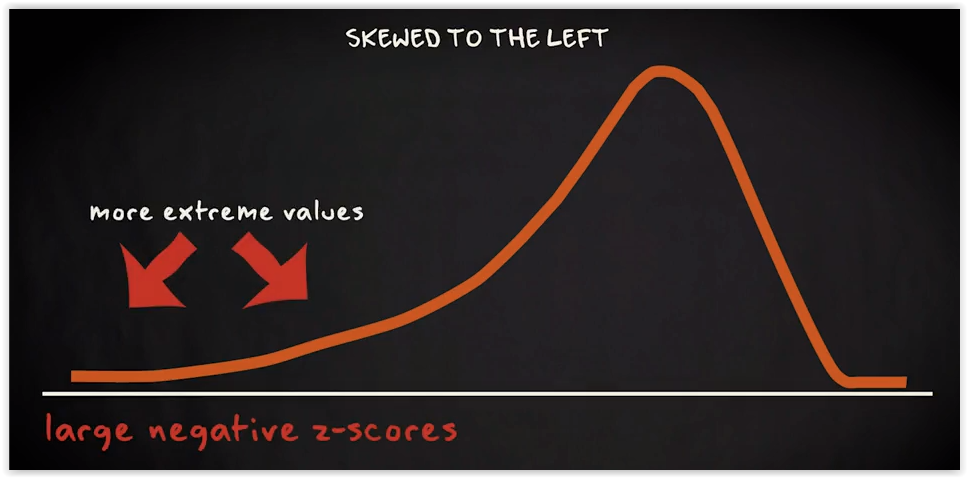 SKEWED TO THE LEFT
more extreme values
large negative z-scores